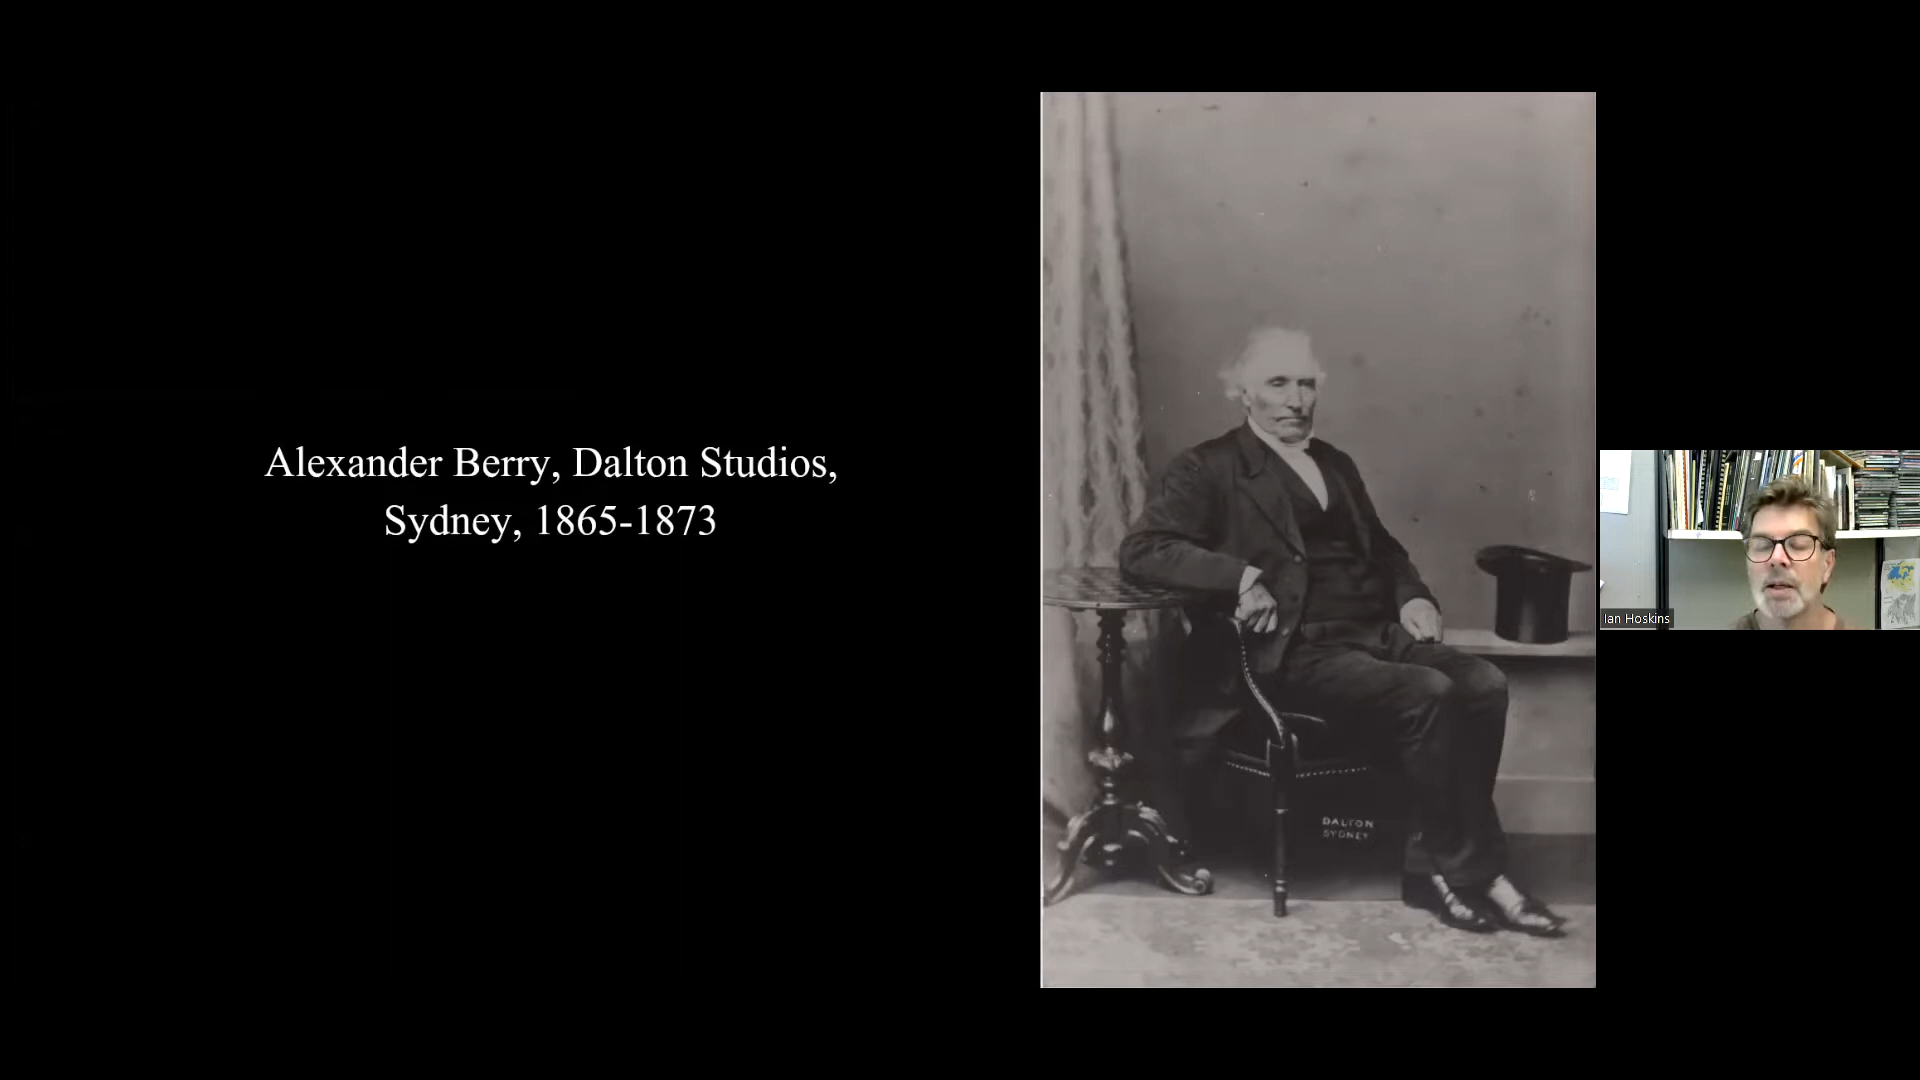 Alexander Berry, Dalton Studios,
Sydney, 1865-1873
DALTON
SYDNEY
Ian Hoskins